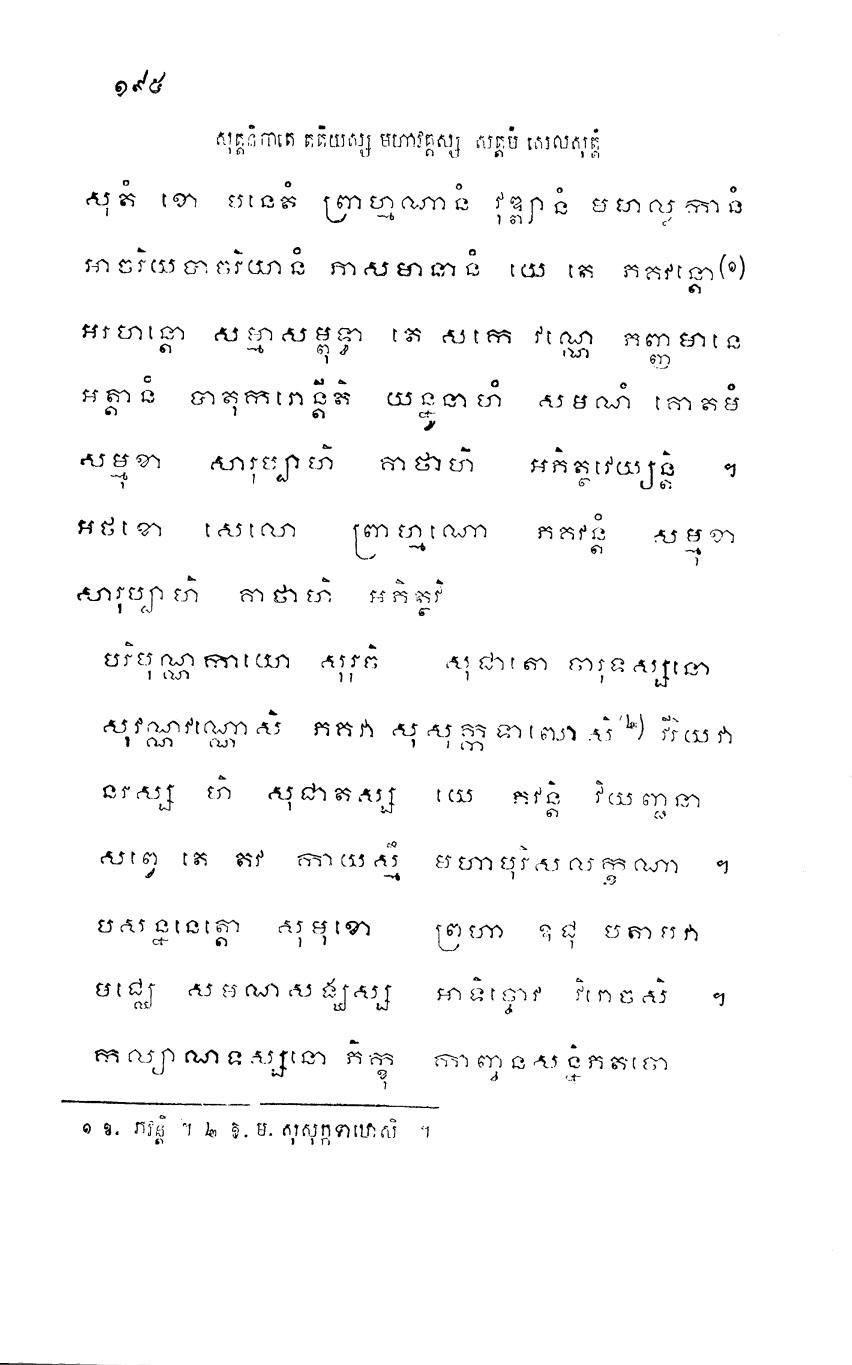 ១៩៥
សុត្តនិបាតេ តតិយស្ស មហាវគ្គស្ស សត្តមំ សេលសុត្តំ
សុតំ ខោ បនេតំ ព្រាហ្មណានំ វុឌ្ឍានំ មហល្លកានំ
អាចរិយបាចរិយានំ ភាសមានានំ យេ តេ ភគវន្តោ(១)
អរហន្តោ សម្មាសម្ពុទ្ធា តេ សកេ វណ្ណេ ភញ្ញមានេ
អត្តានំ បាតុករោន្តីតិ យន្នូនាហំ សមណំ គោតមំ
សម្មុខា សារុប្បាហិ គាថាហិ អភិត្ថវេយ្យន្តិ ។
អថខោ សេលោ ព្រាហ្មណោ ភគវន្តំ សម្មុខា
សារុប្បាហិ គាថាហិ អភិត្ថវិ
បរិបុណ្ណកាយោ សុរុចិ សុជាតោ ចារុទស្សនោ
សុវណ្ណវណ្ណោសិ ភគវា សុសុក្កទាឍោសិ(២) វីរិយវា
នរស្ស ហិ សុជាតស្ស យេ ភវន្តិ វិយញ្ជនា
សព្វេ តេ តវ កាយស្មឹ មហាបុរិសលក្ខណា ។
បសន្ននេត្តោ សុមុខោ ព្រហា ឧជុ បតាបវា
មជ្ឈេ សមណសង្ឃស្ស អាទិច្ចោវ វិរោចសិ ។
កល្យាណទស្សនោ ភិក្ខុ កាញ្ចនសន្និភតចោ
១ ឱ. ភវន្តិ ។ ២ ឱ. ម. សុសុក្កទាឋោសិ ។